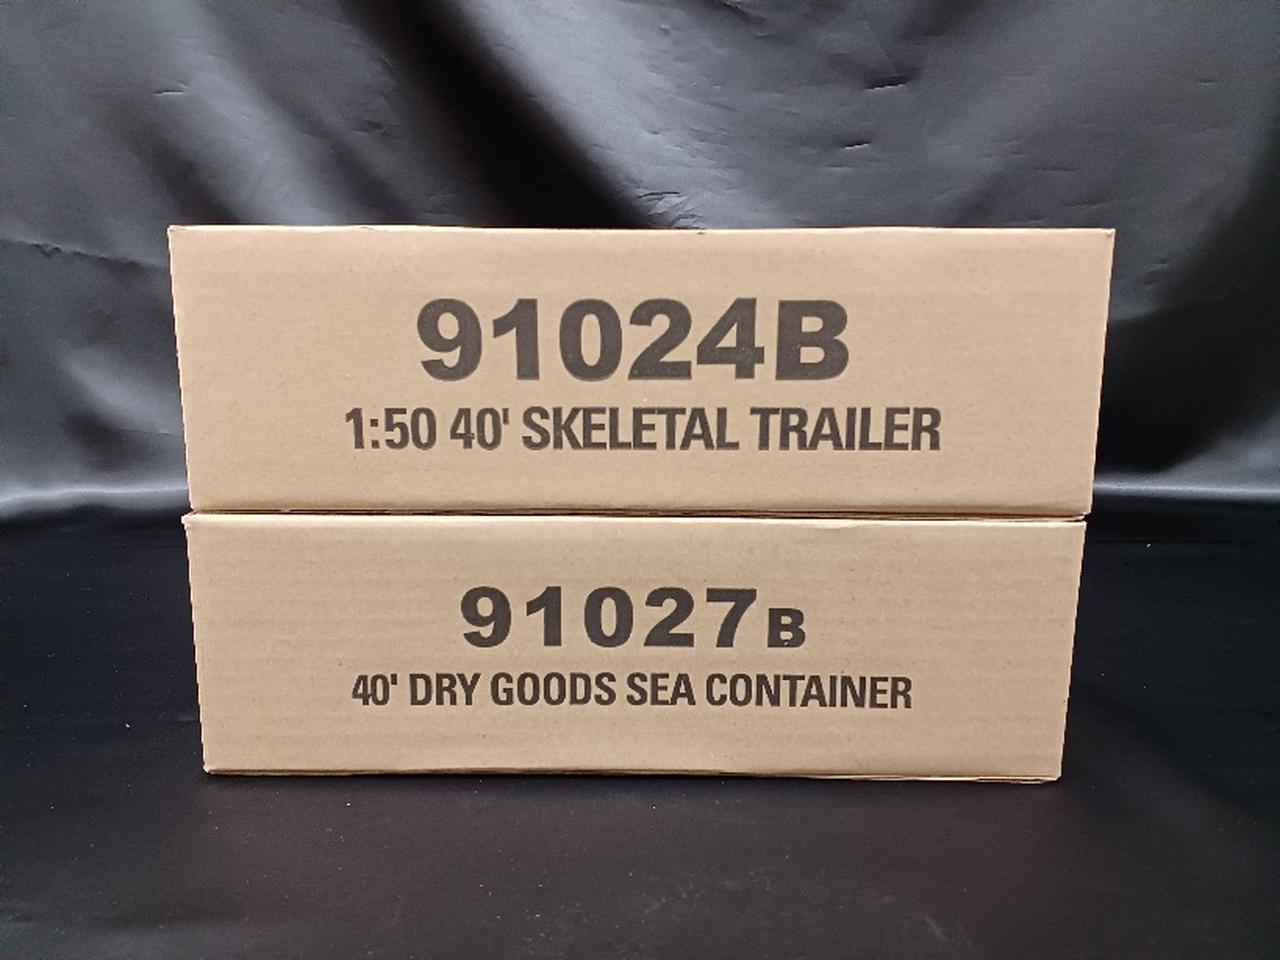 91024B
1:50 40' SKELETAL TRAILER
91027B
40' DRY GOODS SEA CONTAINER